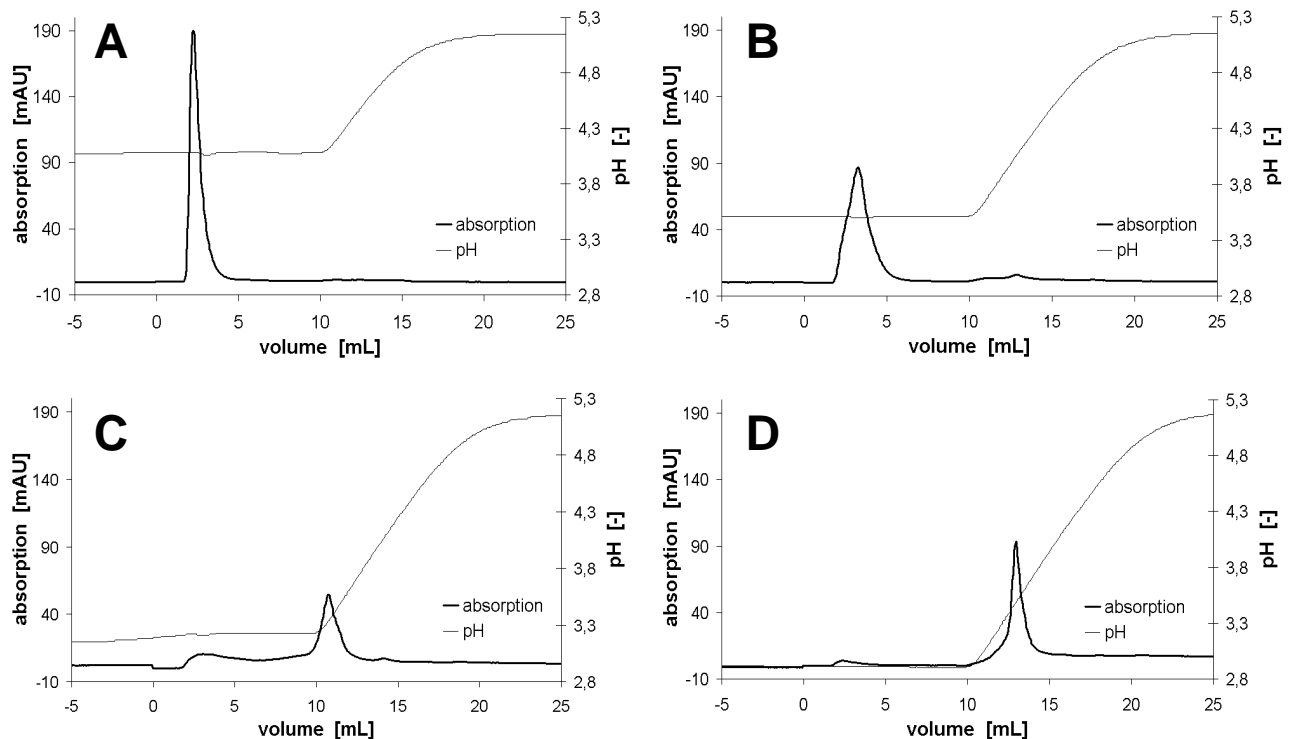 A
absorption [mAU]
190
140
90
40
-10
5,3
4,8
4,3
3,8
3,3
2,8
pH [-]
absorption
pH
-5 0 5 10 15 20 25
volume [mL]
B
absorption [mAU]
190
140
90
40
-10
5,3
4,8
4,3
3,8
3,3
2,8
pH [-]
absorption
pH
-5 0 5 10 15 20 25
volume [mL]
C
absorption [mAU]
190
140
90
40
-10
5,3
4,8
4,3
3,8
3,3
2,8
pH [-]
absorption
pH
-5 0 5 10 15 20 25
volume [mL]
D
absorption [mAU]
190
140
90
40
-10
5,3
4,8
4,3
3,8
3,3
2,8
pH [-]
absorption
pH
-5 0 5 10 15 20 25
volume [mL]